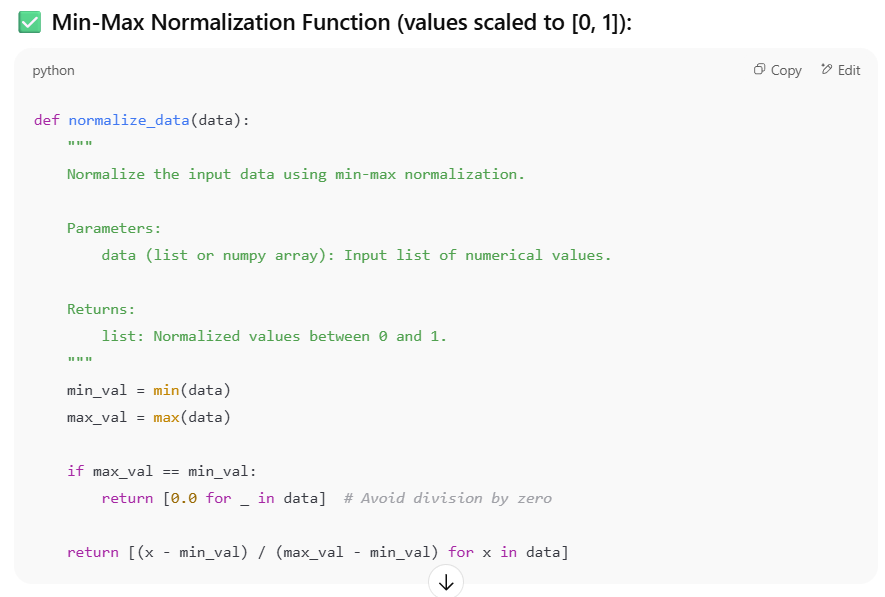 ✅ Min-Max Normalization Function (values scaled to [0, 1]):
python
Copy
Edit
def normalize_data(data):
    """
    Normalize the input data using min-max normalization.

    Parameters:
        data (list or numpy array): Input list of numerical values.

    Returns:
        list: Normalized values between 0 and 1.
    """
    min_val = min(data)
    max_val = max(data)

    if max_val == min_val:
        return [0.0 for _ in data]  # Avoid division by zero

    return [(x - min_val) / (max_val - min_val) for x in data]